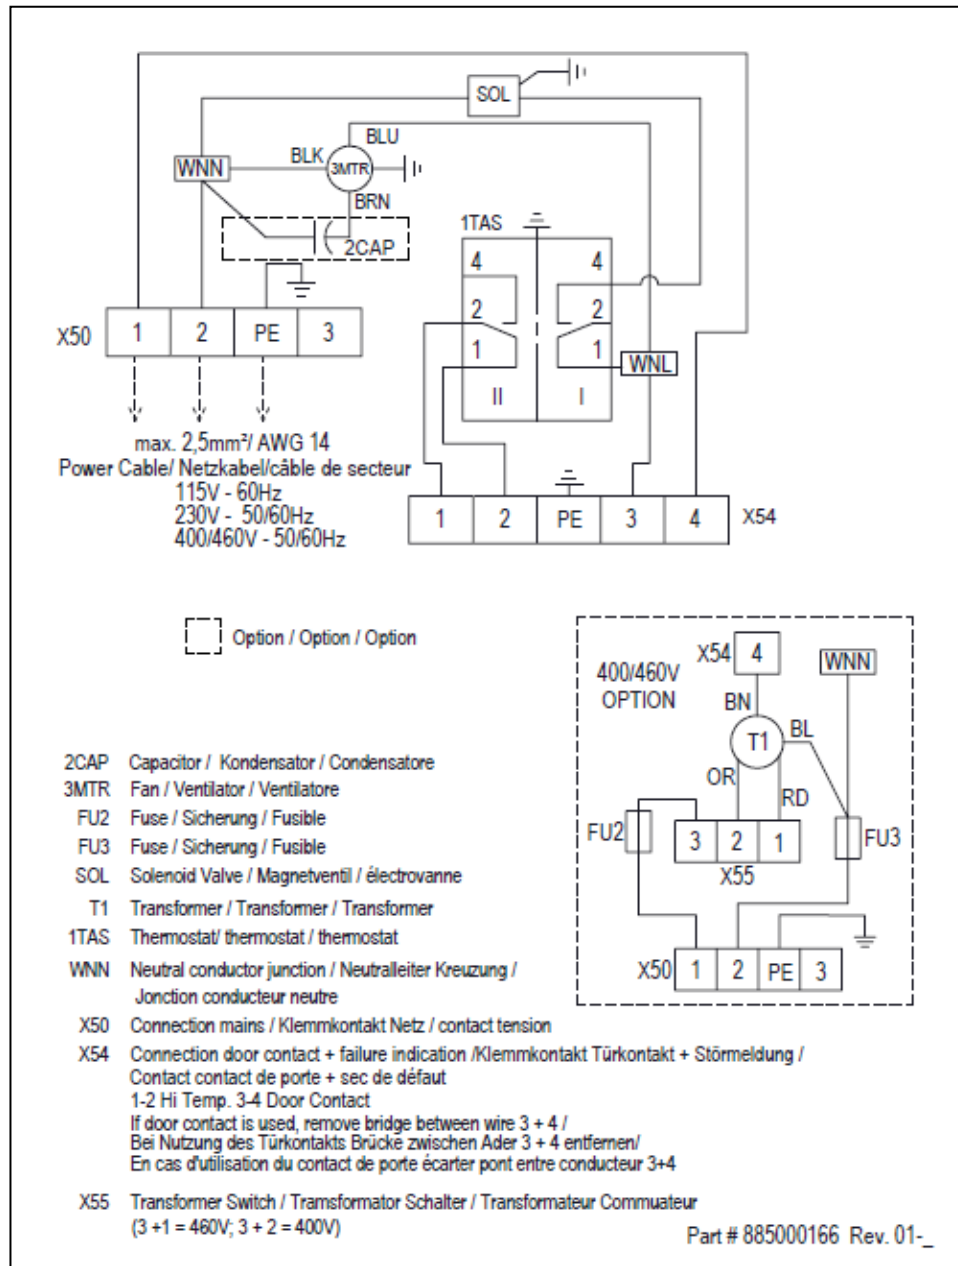 SOL
BLU
WNN
BLK
3MTR
BRN
2CAP
1TAS
4
4
2
2
1
1
WNL
II
I
X50
1
2
PE
3
max. 2,5mm²/ AWG 14
Power Cable/ Netzkabel/câble de secteur
115V - 60Hz
230V - 50/60Hz
400/460V - 50/60Hz
1
2
PE
3
4
X54
Option / Option / Option
400/460V
OPTION
X54
4
WNN
BN
T1
BL
OR
RD
FU2
3
2
1
FU3
X55
X50
1
2
PE
3
2CAP Capacitor / Kondensator / Condensatore
3MTR Fan / Ventilator / Ventilatore
FU2 Fuse / Sicherung / Fusible
FU3 Fuse / Sicherung / Fusible
SOL Solenoid Valve / Magnetventil / électrovanne
T1 Transformer / Transformer / Transformer
1TAS Thermostat/ thermostat / thermostat
WNN Neutral conductor junction / Neutralleiter Kreuzung /
Jonction conducteur neutre
X50 Connection mains / Klemmkontakt Netz / contact tension
X54 Connection door contact + failure indication /Klemmkontakt Türkontakt + Störmeldung /
Contact contact de porte + sec de défaut
1-2 Hi Temp. 3-4 Door Contact
If door contact is used, remove bridge between wire 3 + 4 /
Bei Nutzung des Türkontakts Brücke zwischen Ader 3 + 4 entfernen/
En cas d'utilisation du contact de porte écarter pont entre conducteur 3+4
X55 Transformer Switch / Tramsformator Schalter / Transformateur Commuateur
(3 +1 = 460V; 3 + 2 = 400V)
Part # 885000166 Rev. 01-_